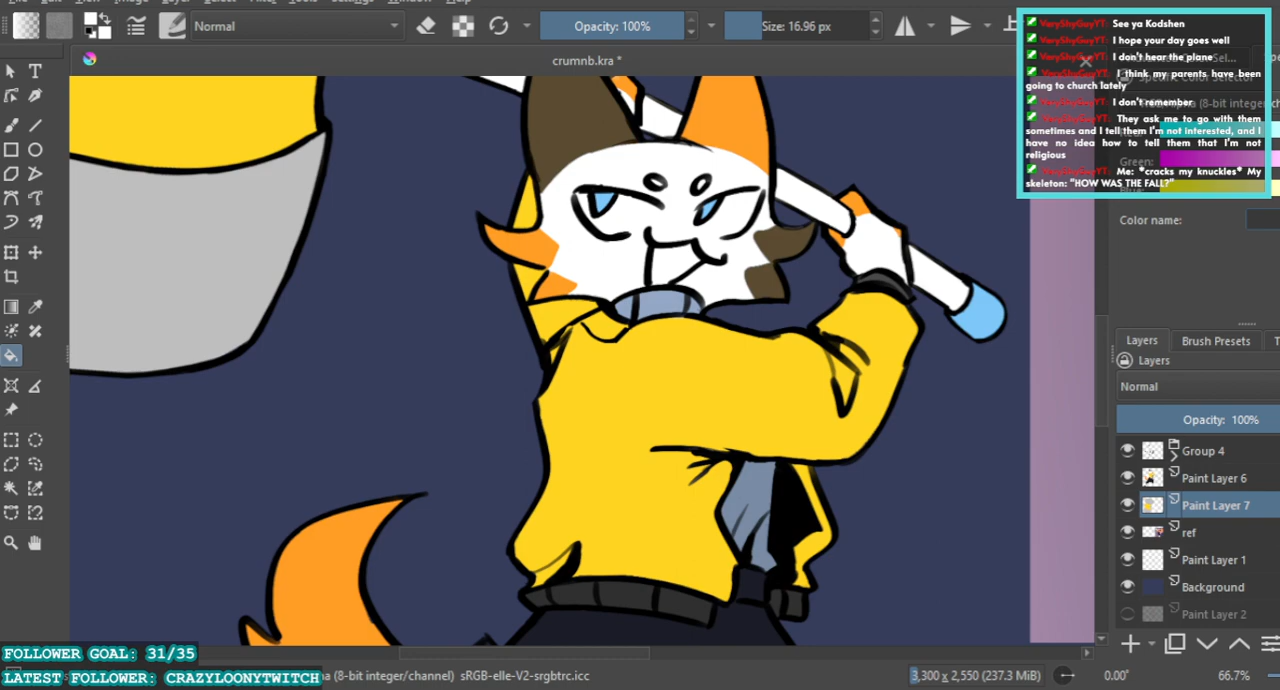 Normal
Opacity: 100%
Size: 16.96 px
crumnb.kra *
VeryShyGuyYT: See ya Kodshen
VeryShyGuyYT: I hope your day goes well
VeryShyGuyYT: I don't hear the plane
VeryShyGuyYT: I think my parents have been
going to church lately
VeryShyGuyYT: I don't remember
VeryShyGuyYT: They ask me to go with them
sometimes and I tell them I'm not interested, and I
have no idea how to tell them that I'm not
religious
VeryShyGuyYT: Me: *cracks my knuckles* My
skeleton: "HOW WAS THE FALL?"
Green:
Color name:
Layers
Brush Presets
Layers
Normal
Opacity: 100%
Group 4
Paint Layer 6
Paint Layer 7
ref
Paint Layer 1
Background
Paint Layer 2
FOLLOWER GOAL: 31/35
LATEST FOLLOWER: CRAZYLOONYTWITCH
(8-bit integer/channel) sRGB-elle-V2-srgbtrc.icc
3,300 x 2,550 (237.3 MiB)
0.00°
66.7%